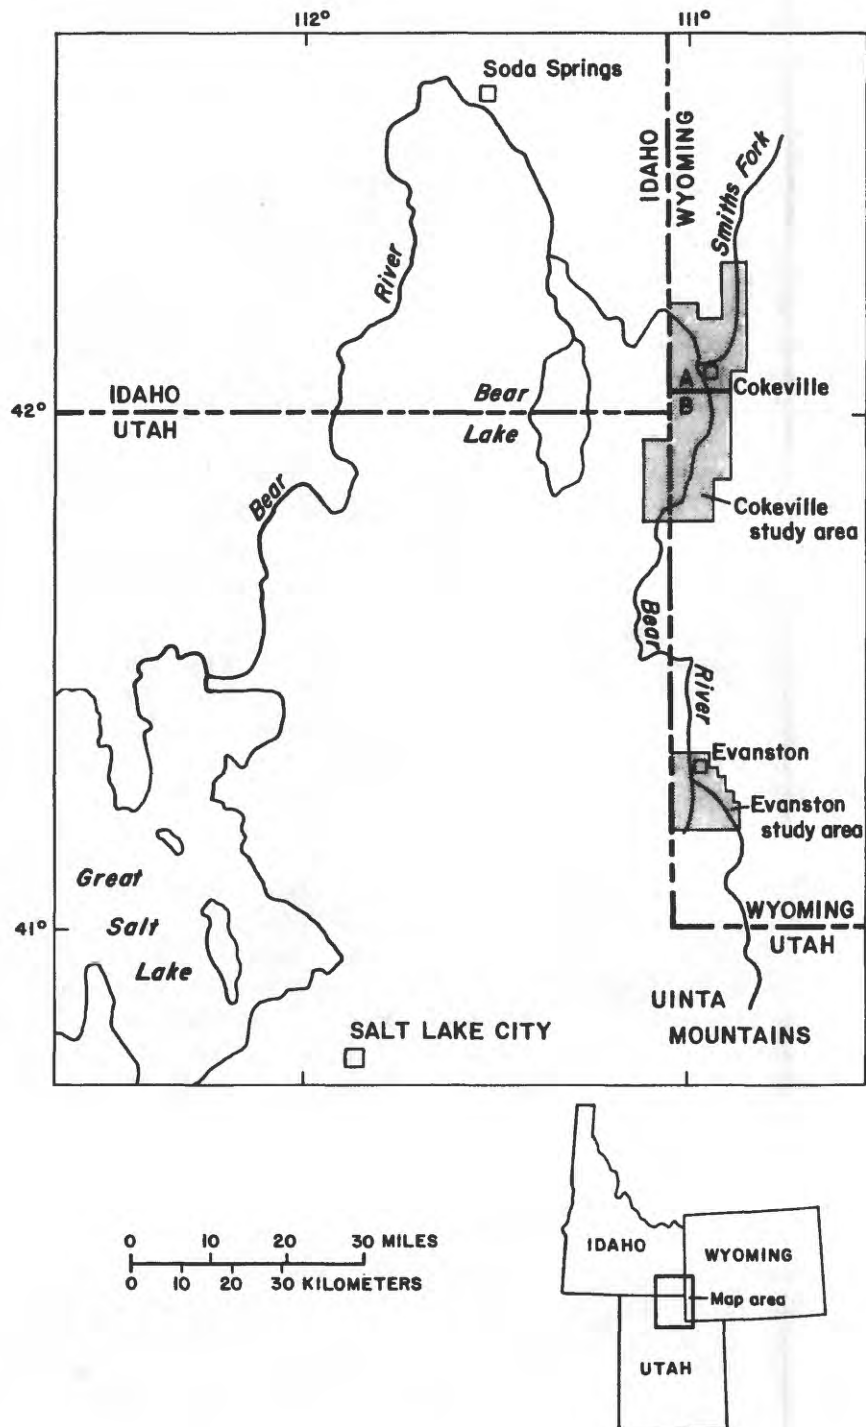 112°
111°
Soda Springs
IDAHO
WYOMING
Smiths Fork
River
A
B
Cokeville
IDAHO
UTAH
Bear
Lake
Bear
Cokeville
study area
Bear
River
Evanston
Evanston
study area
42°
Great
Salt
Lake
41°
WYOMING
UTAH
UINTA
MOUNTAINS
SALT LAKE CITY
0 10 20 30 MILES
0 10 20 30 KILOMETERS
IDAHO
WYOMING
Map area
UTAH